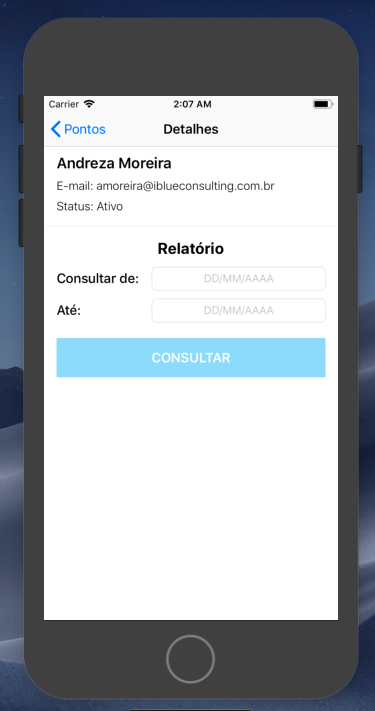 Carrier 2:07 AM
Pontos Detalhes
Andreza Moreira
E-mail: amoreira@iblueconsulting.com.br
Status: Ativo
Relatório
Consultar de: DD/MM/AAAA
Até: DD/MM/AAAA
CONSULTAR